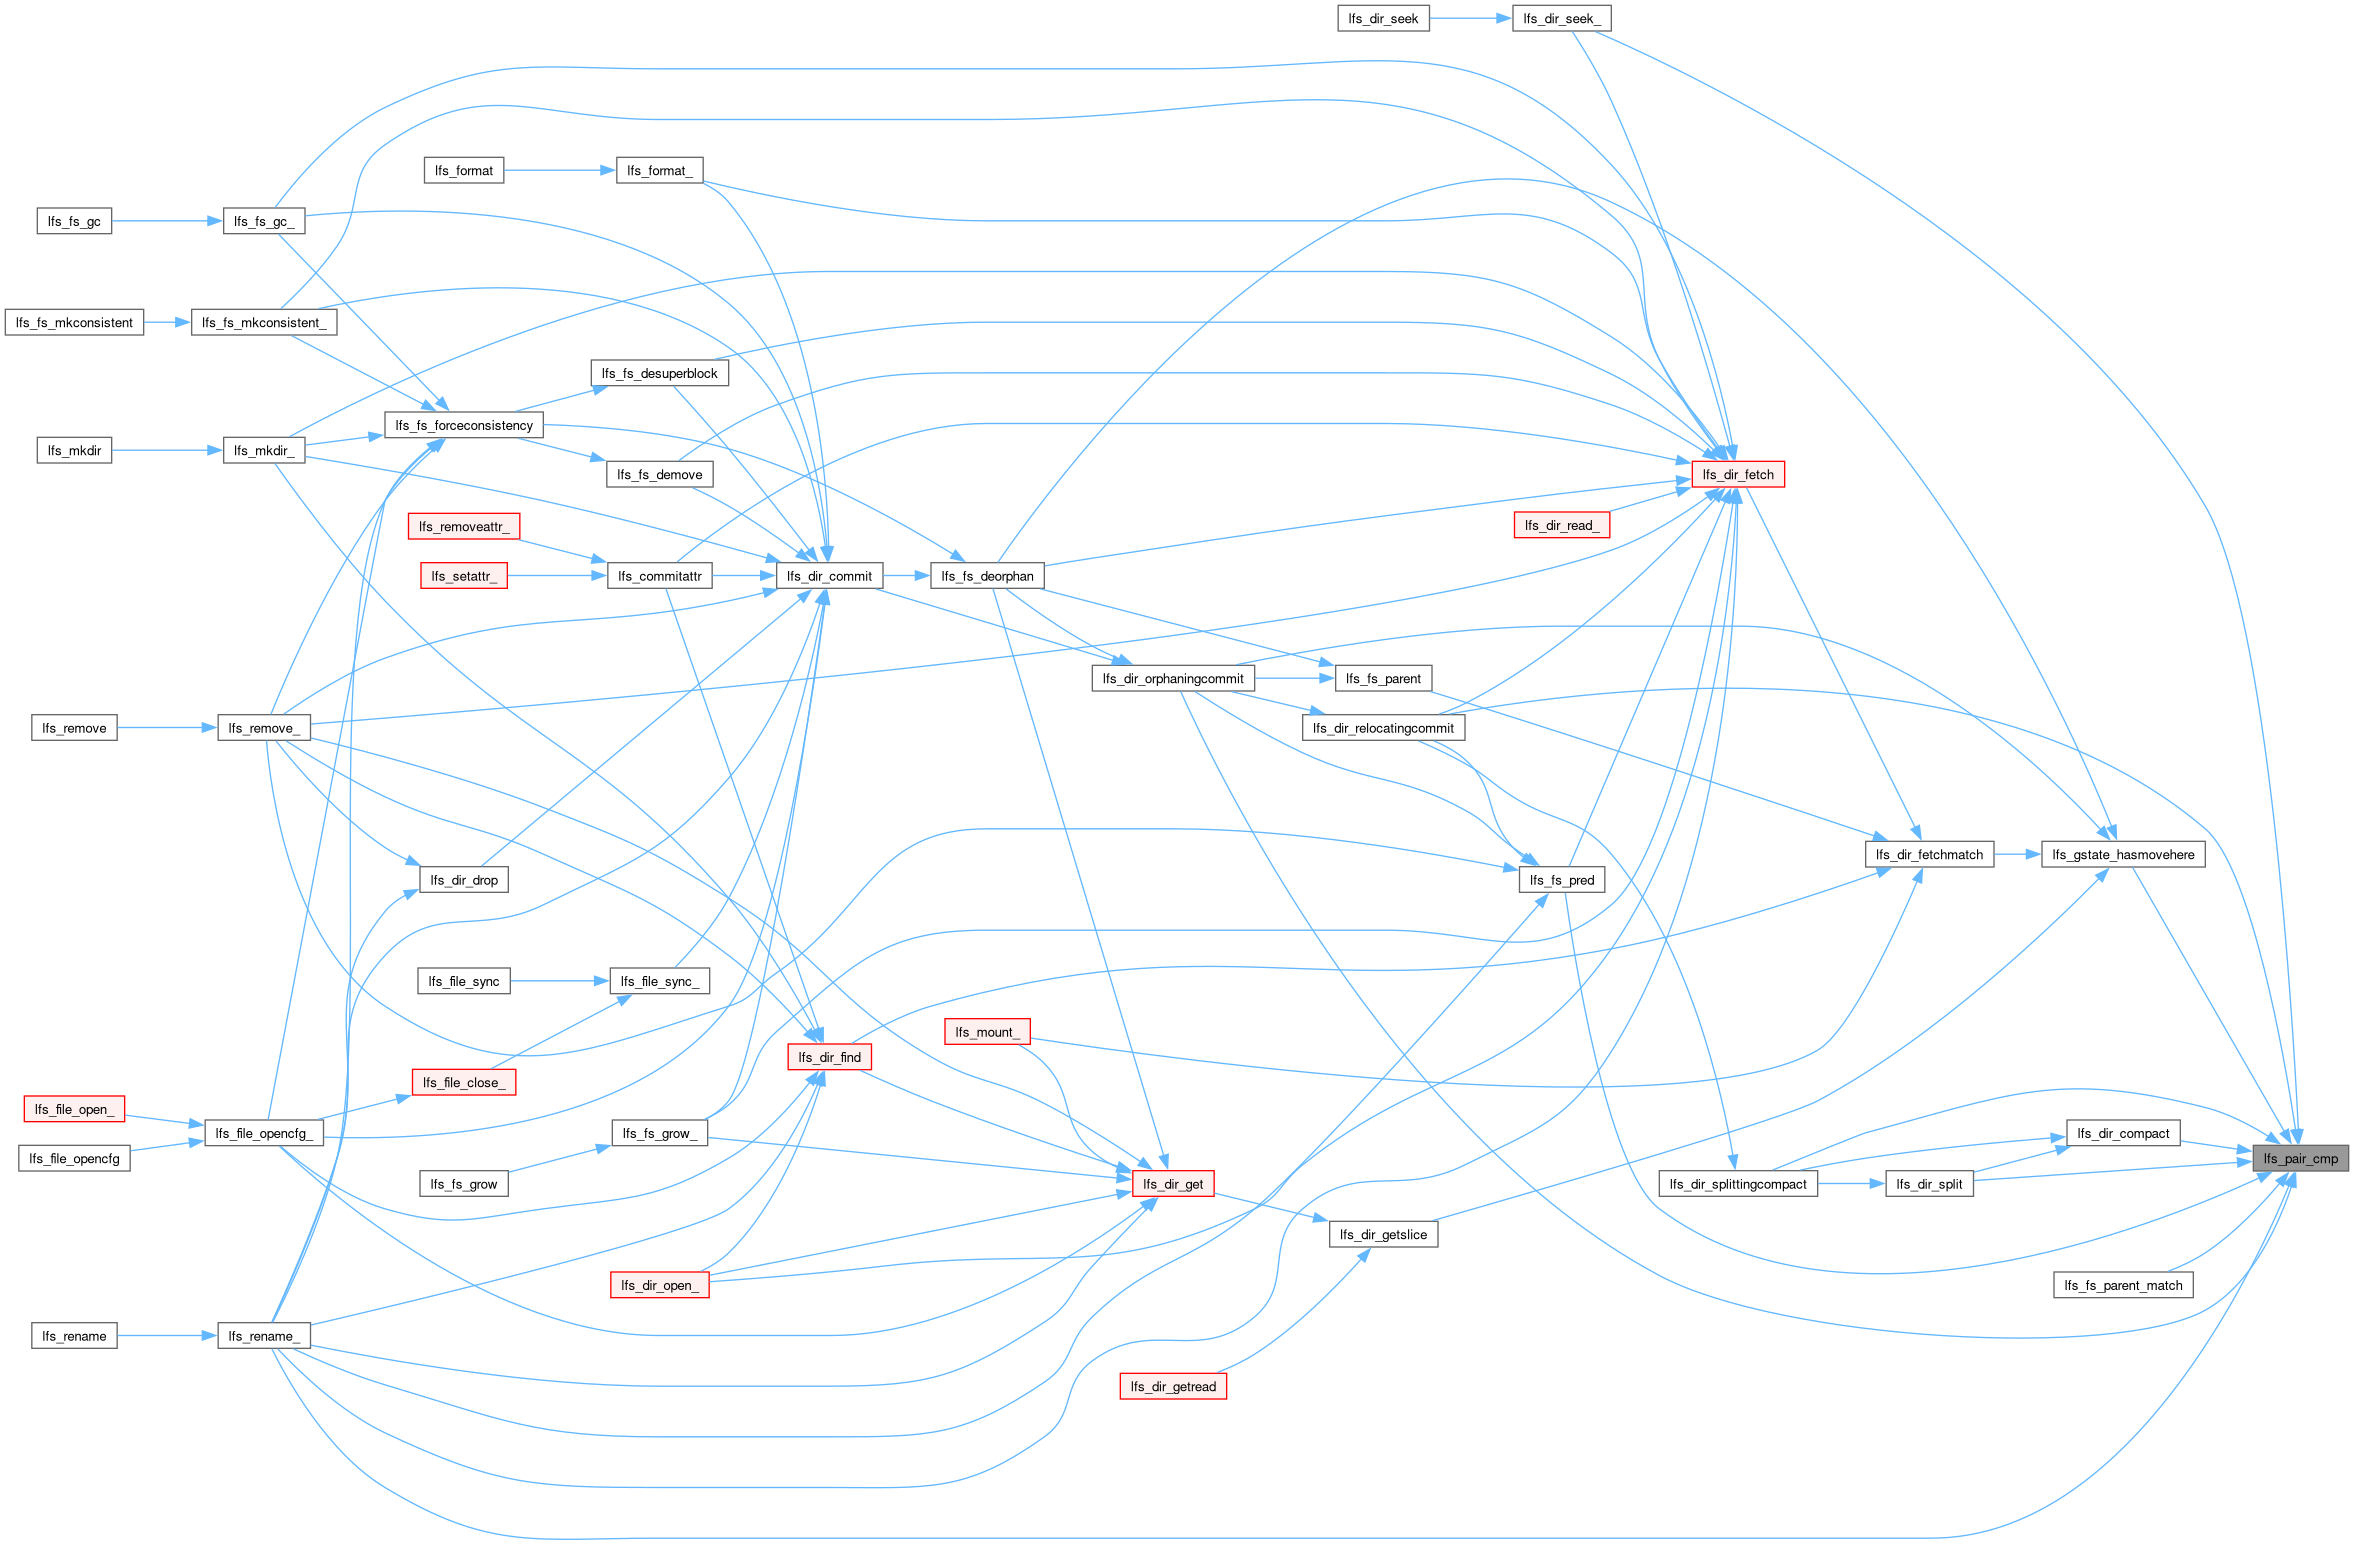 lfs_dir_seek
lfs_dir_seek_
lfs_format
lfs_format_
lfs_fs_gc
lfs_fs_gc_
lfs_fs_mkconsistent
lfs_fs_mkconsistent_
lfs_fs_desuperblock
lfs_fs_forceconsistency
lfs_mkdir
lfs_mkdir_
lfs_fs_demove
lfs_dir_fetch
lfs_removeattr_
lfs_dir_read_
lfs_setattr_
lfs_commitattr
lfs_dir_commit
lfs_fs_deorphan
lfs_dir_orphaningcommit
lfs_fs_parent
lfs_remove
lfs_remove_
lfs_dir_relocatingcommit
lfs_dir_fetchmatch
lfs_gstate_hasmovehere
lfs_dir_drop
lfs_fs_pred
lfs_file_sync
lfs_file_sync_
lfs_mount_
lfs_dir_find
lfs_file_close_
lfs_file_open_
lfs_file_opencfg_
lfs_fs_grow_
lfs_dir_compact
lfs_file_opencfg
lfs_pair_cmp
lfs_fs_grow
lfs_dir_get
lfs_dir_splittingcompact
lfs_dir_split
lfs_dir_getslice
lfs_dir_open_
lfs_fs_parent_match
lfs_rename
lfs_rename_
lfs_dir_getread